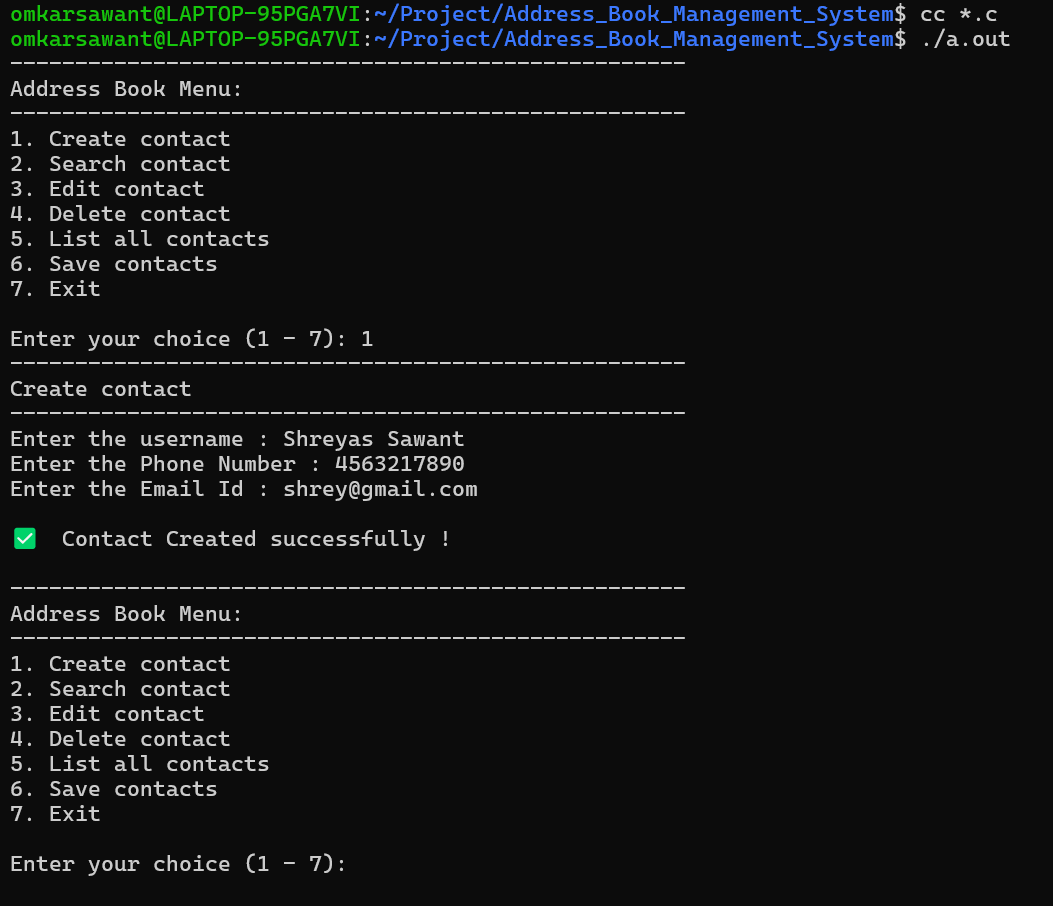 omkarsawant@LAPTOP-95PGA7VI:~/Project/Address_Book_Management_System$ cc *.c
omkarsawant@LAPTOP-95PGA7VI:~/Project/Address_Book_Management_System$ ./a.out
----------------------------------------------------
Address Book Menu:
----------------------------------------------------
1. Create contact
2. Search contact
3. Edit contact
4. Delete contact
5. List all contacts
6. Save contacts
7. Exit
Enter your choice (1 - 7): 1
----------------------------------------------------
Create contact
----------------------------------------------------
Enter the username : Shreyas Sawant
Enter the Phone Number : 4563217890
Enter the Email Id : shrey@gmail.com
✅  Contact Created successfully !
----------------------------------------------------
Address Book Menu:
----------------------------------------------------
1. Create contact
2. Search contact
3. Edit contact
4. Delete contact
5. List all contacts
6. Save contacts
7. Exit
Enter your choice (1 - 7):